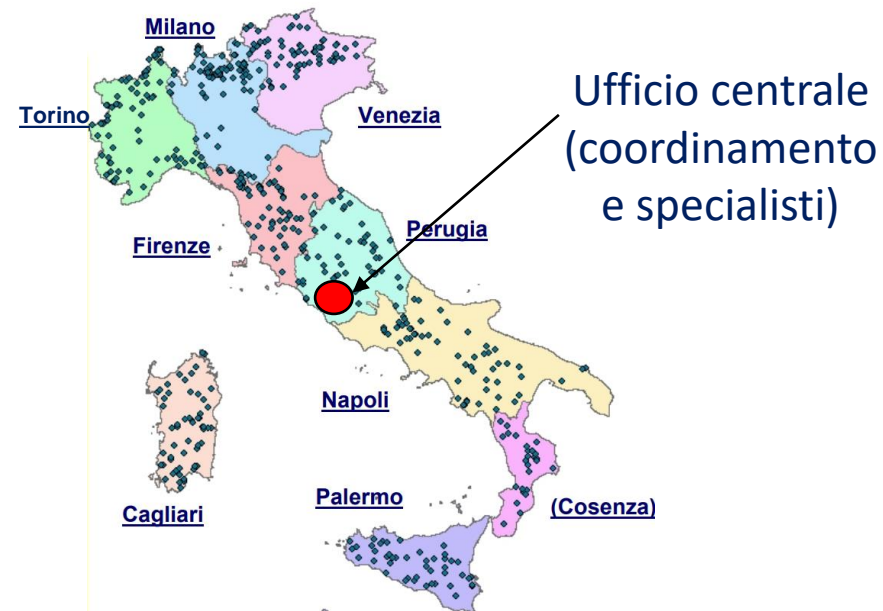 Milano
Torino
Venezia
Ufficio centrale
(coordinamento
e specialisti)
Firenze
Perugia
Napoli
Cagliari
Palermo
(Cosenza)